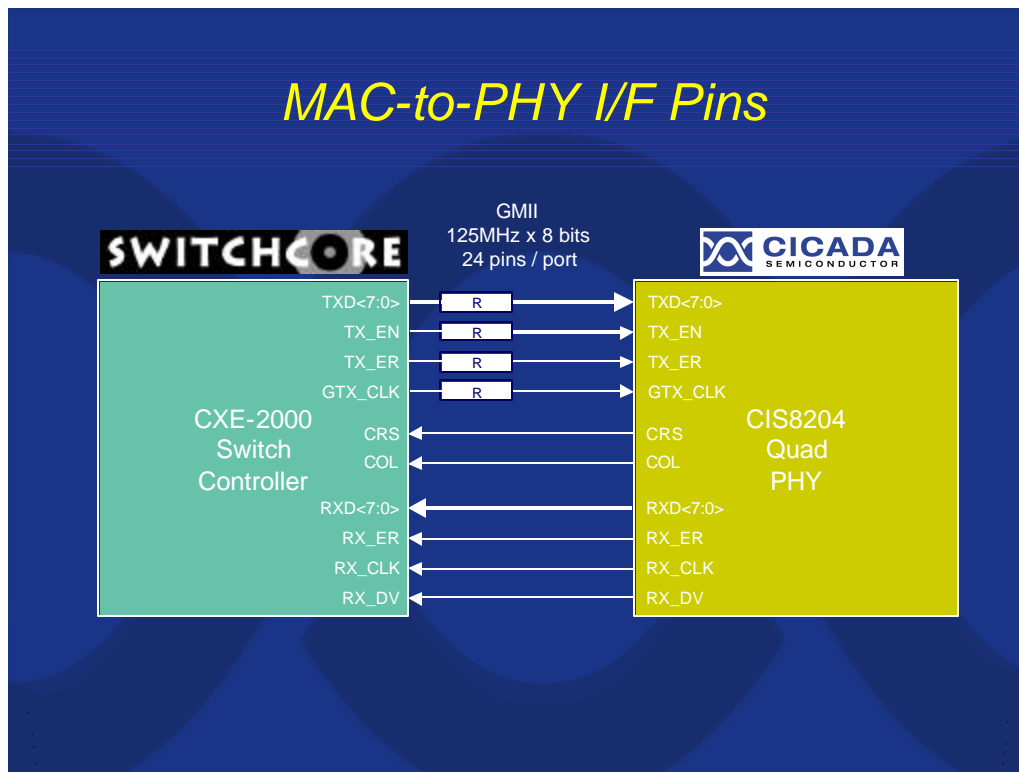 MAC-to-PHY I/F Pins
GMII
125MHz x 8 bits
24 pins / port
SWITCHCORE
CICADA
SEMICONDUCTOR
TXD<7:0>
R
TXD<7:0>
TX_EN
R
TX_EN
TX_ER
R
TX_ER
GTX_CLK
R
GTX_CLK
CXE-2000
Switch
Controller
CRS
CRS
COL
COL
CIS8204
Quad
PHY
RXD<7:0>
RXD<7:0>
RX_ER
RX_ER
RX_CLK
RX_CLK
RX_DV
RX_DV